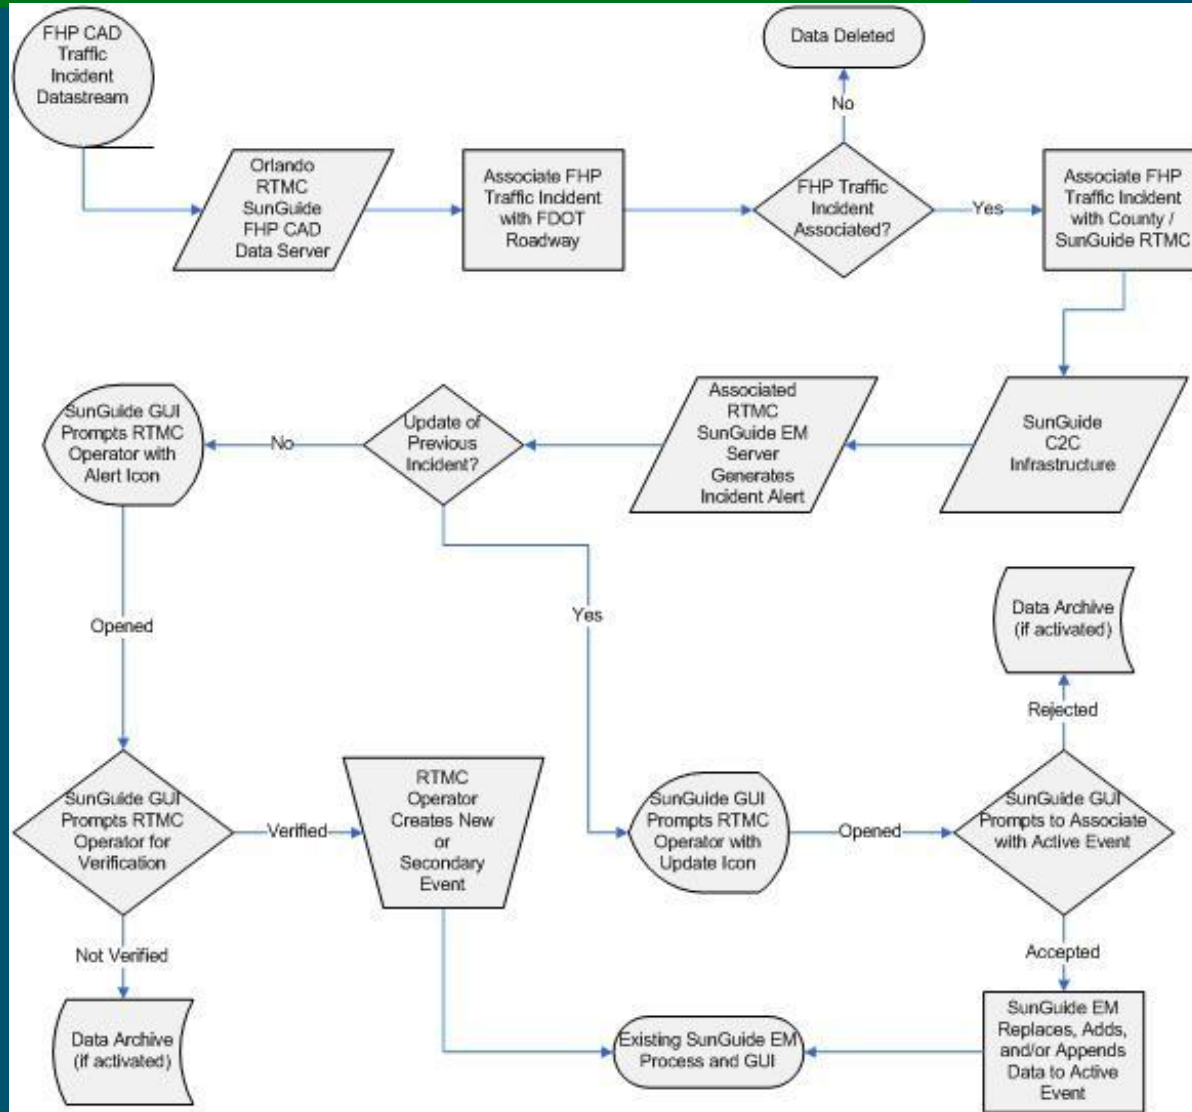 FHP CAD
Traffic
Incident
Datastream
Data Deleted
No
Orlando
RTMC
SunGuide
FHP CAD
Data Server
Associate FHP
Traffic Incident
with FDOT
Roadway
FHP Traffic
Incident
Associated?
Yes
Associate FHP
Traffic Incident
with County /
SunGuide RTMC
SunGuide GUI
Prompts RTMC
Operator with
Alert Icon
No
Update of
Previous
Incident?
Associated
RTMC
SunGuide EM
Server
Generates
Incident Alert
SunGuide
C2C
Infrastructure
Opened
Yes
Data Archive
(if activated)
Rejected
SunGuide GUI
Prompts RTMC
Operator for
Verification
Verified
RTMC
Operator
Creates New
or
Secondary
Event
SunGuide GUI
Prompts RTMC
Operator with
Update Icon
Opened
SunGuide GUI
Prompts to Associate
with Active Event
Not Verified
Accepted
Data Archive
(if activated)
Existing SunGuide EM
Process and GUI
SunGuide EM
Replaces, Adds,
and/or Appends
Data to Active
Event